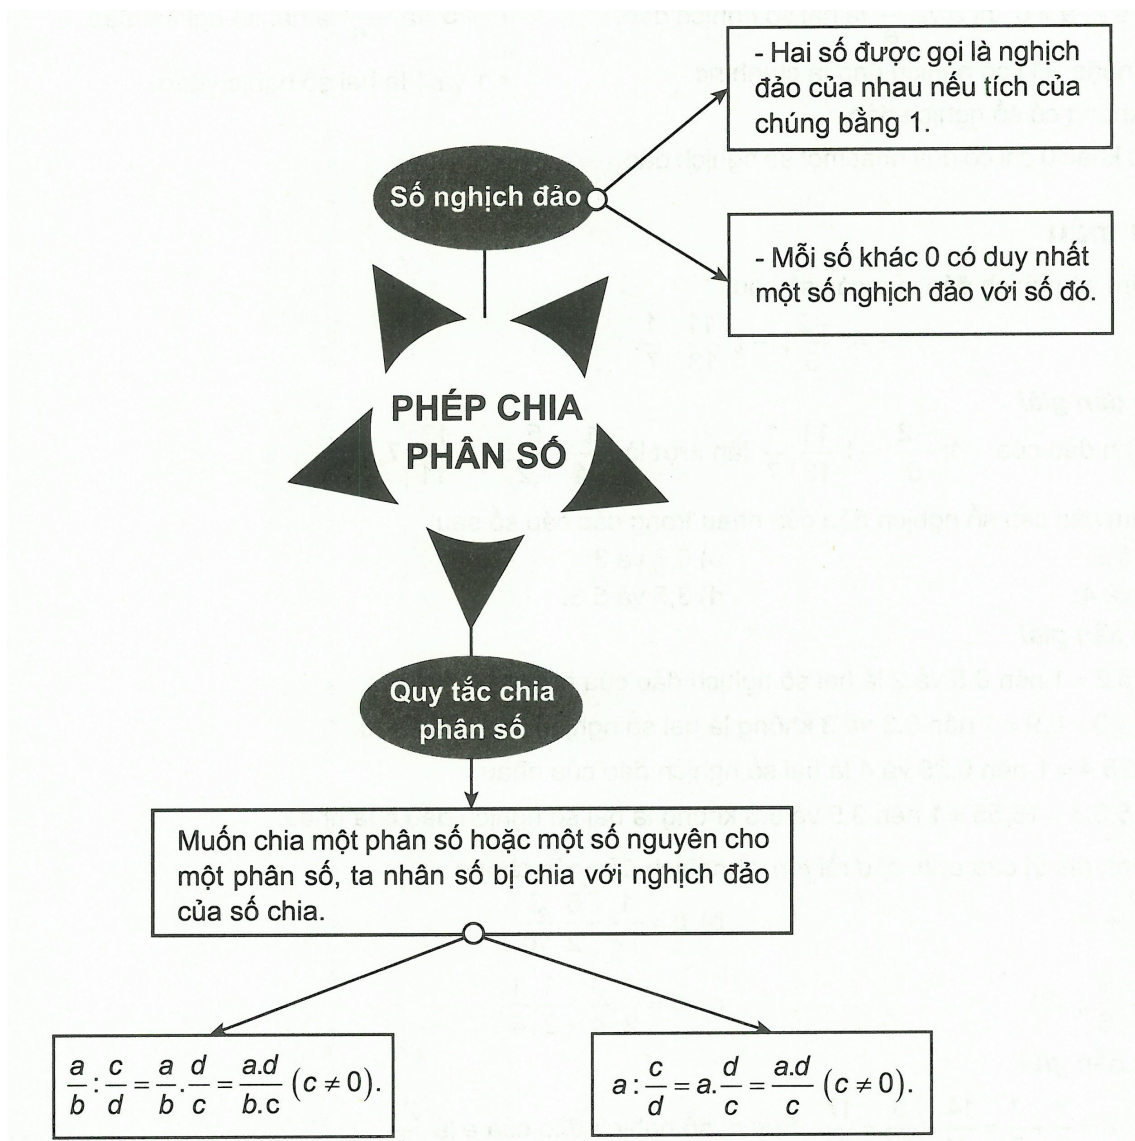 - Hai số được gọi là nghịch
đảo của nhau nếu tích của
chúng bằng 1.
Số nghịch đảo
- Mỗi số khác 0 có duy nhất
một số nghịch đảo với số đó.
PHÉP CHIA
PHÂN SỐ
Quy tắc chia
phân số
Muốn chia một phân số hoặc một số nguyên cho
một phân số, ta nhân số bị chia với nghịch đảo
của số chia.
a/b : c/d = a/b . d/c = a.d/b.c (c ≠ 0).
a : c/d = a. d/c = a.d/c (c ≠ 0).